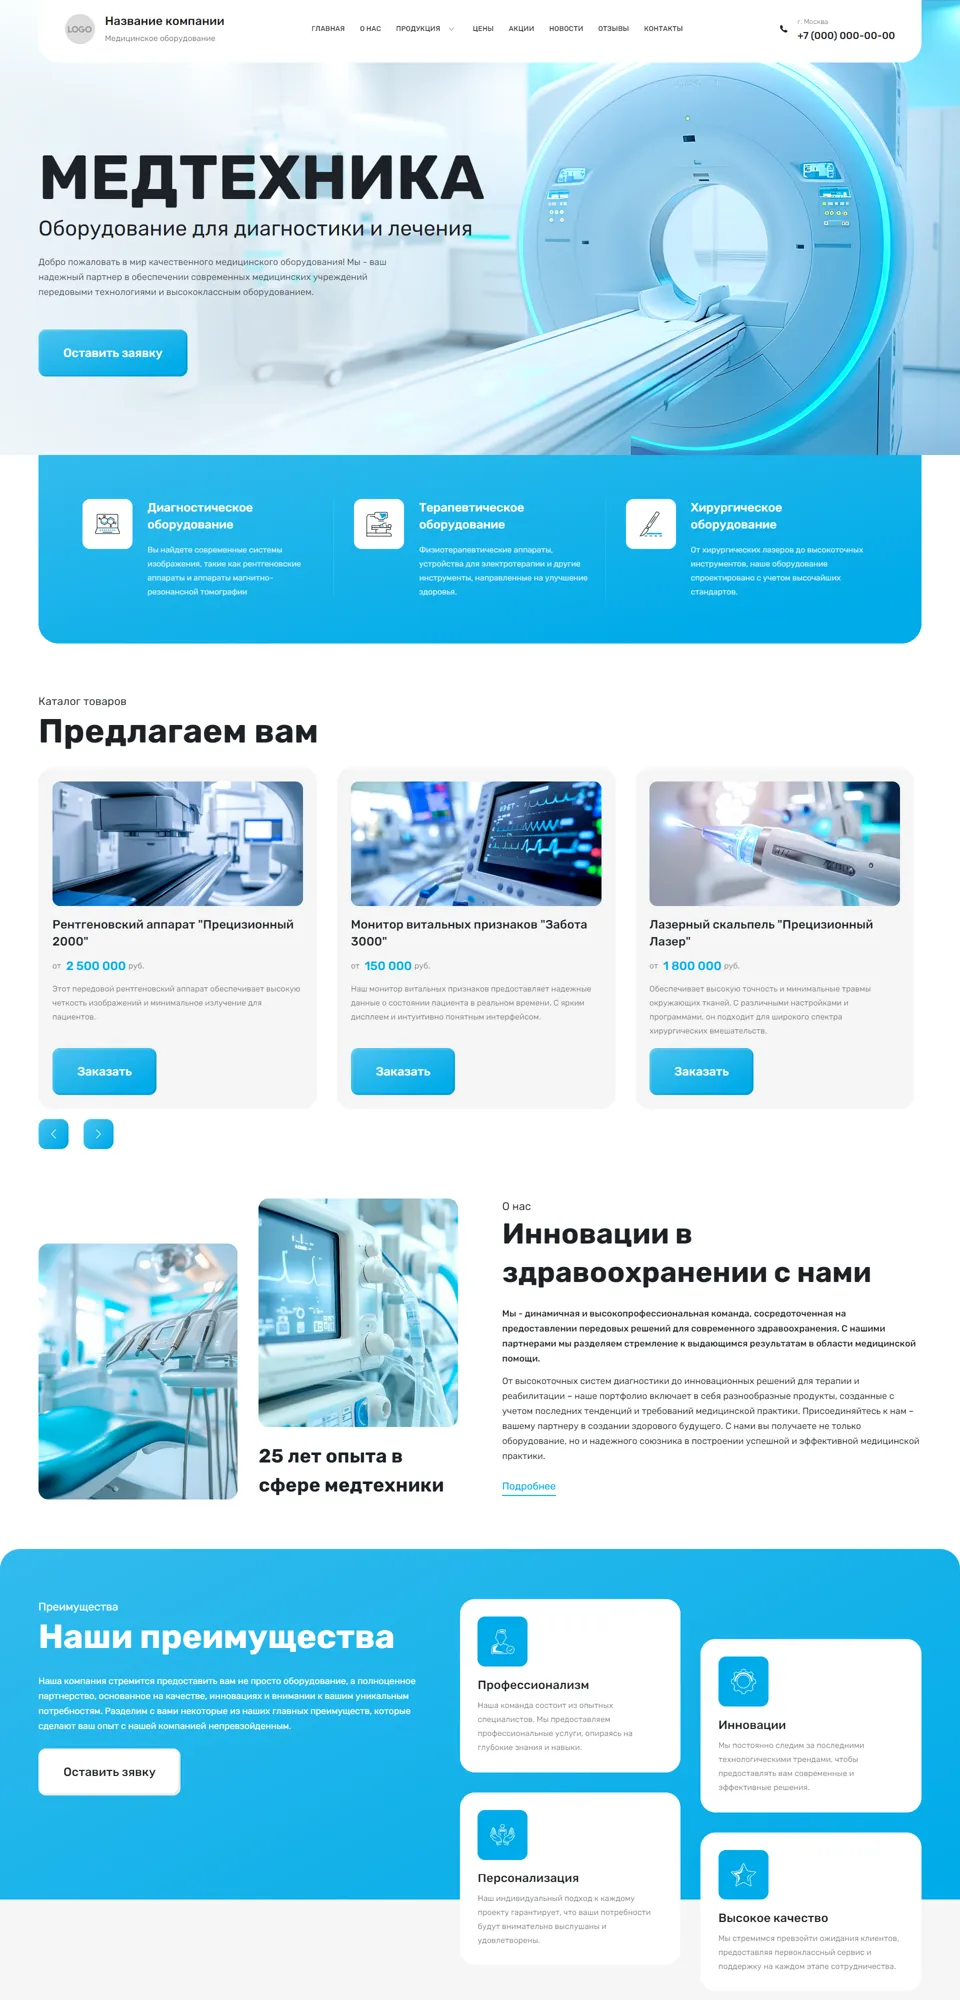 LOGO
Название компании
Медицинское оборудование
ГЛАВНАЯ О НАС ПРОДУКЦИЯ ЦЕНЫ АКЦИИ НОВОСТИ ОТЗЫВЫ КОНТАКТЫ
г. Москва
+7 (000) 000-00-00
МЕДТЕХНИКА
Оборудование для диагностики и лечения
Добро пожаловать в мир качественного медицинского оборудования! Мы - ваш
надежный партнер в обеспечении современных медицинских учреждений
передовыми технологиями и высококлассным оборудованием.
Оставить заявку
Диагностическое
оборудование
Вы найдете современные системы
изображения, такие как рентгеновские
аппараты и аппараты магнитно-
резонансной томографии
Терапевтическое
оборудование
Физиотерапевтические аппараты,
устройства для электротерапии и другие
инструменты, направленные на улучшение
здоровья.
Хирургическое
оборудование
От хирургических лазеров до высокоточных
инструментов, наше оборудование
спроектировано с учетом высочайших
стандартов.
Каталог товаров
Предлагаем вам
Рентгеновский аппарат "Прецизионный
2000"
от 2 500 000 руб.
Этот передовой рентгеновский аппарат обеспечивает высокую
четкость изображений и минимальное излучение для
пациентов.
Заказать
Монитор витальных признаков "Забота
3000"
от 150 000 руб.
Наш монитор витальных признаков предоставляет надежные
данные о состоянии пациента в реальном времени. С ярким
дисплеем и интуитивно понятным интерфейсом.
Заказать
Лазерный скальпель "Прецизионный
Лазер"
от 1 800 000 руб.
Обеспечивает высокую точность и минимальные травмы
окружающих тканей. С различными настройками и
программами, он подходит для широкого спектра
хирургических вмешательств.
Заказать
25 лет опыта в
сфере медтехники
О нас
Инновации в
здравоохранении с нами
Мы - динамичная и высокопрофессиональная команда, сосредоточенная на
предоставлении передовых решений для современного здравоохранения. С нашими
партнерами мы разделяем стремление к выдающимся результатам в области медицинской
помощи.
От высокоточных систем диагностики до инновационных решений для терапии и
реабилитации – наше портфолио включает в себя разнообразные продукты, созданные с
учетом последних тенденций и требований медицинской практики. Присоединяйтесь к нам –
вашему партнеру в создании здорового будущего. С нами вы получаете не только
оборудование, но и надежного союзника в построении успешной и эффективной медицинской
практики.
Подробнее
Преимущества
Наши преимущества
Наша компания стремится предоставить вам не просто оборудование, а полноценное
партнерство, основанное на качестве, инновациях и внимании к вашим уникальным
потребностям. Разделим с вами некоторые из наших главных преимуществ, которые
сделают ваш опыт с нашей компанией непревзойденным.
Оставить зявку
Профессионализм
Наша команда состоит из опытных
специалистов. Мы предоставляем
профессиональные услуги, опираясь на
глубокие знания и навыки.
Инновации
Мы постоянно следим за последними
технологическими трендами, чтобы
предоставлять вам современные и
эффективные решения.
Персонализация
Наш индивидуальный подход к каждому
проекту гарантирует, что ваши потребности
будут внимательно выслушаны и
удовлетворены.
Высокое качество
Мы стремимся превзойти ожидания клиентов,
предоставляя первоклассный сервис и
поддержку на каждом этапе сотрудничества.